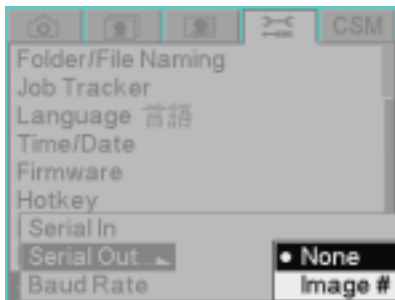 CSM
Folder/File Naming
Job Tracker
Language 言語
Time/Date
Firmware
Hotkey
Serial In
Serial Out
None
Baud Rate
Image #